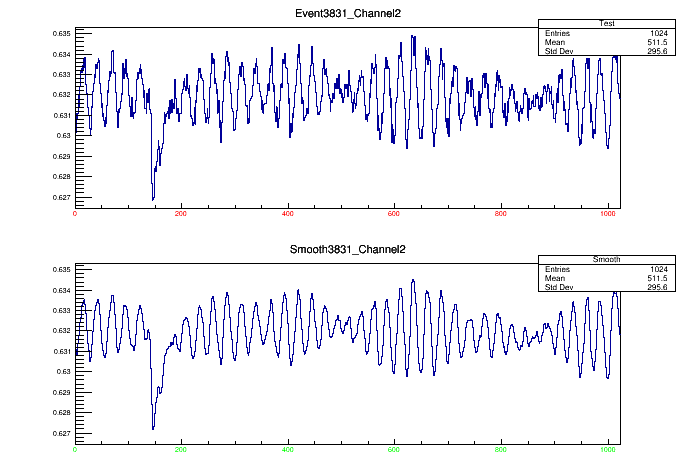 Event3831_Channel2
Test
Entries 1024
Mean 511.5
Std Dev 295.6
0.635
0.634
0.633
0.632
0.631
0.63
0.629
0.628
0.627
0 200 400 600 800 1000
Smooth3831_Channel2
Smooth
Entries 1024
Mean 511.5
Std Dev 295.6
0.635
0.634
0.633
0.632
0.631
0.63
0.629
0.628
0.627
0 200 400 600 800 1000